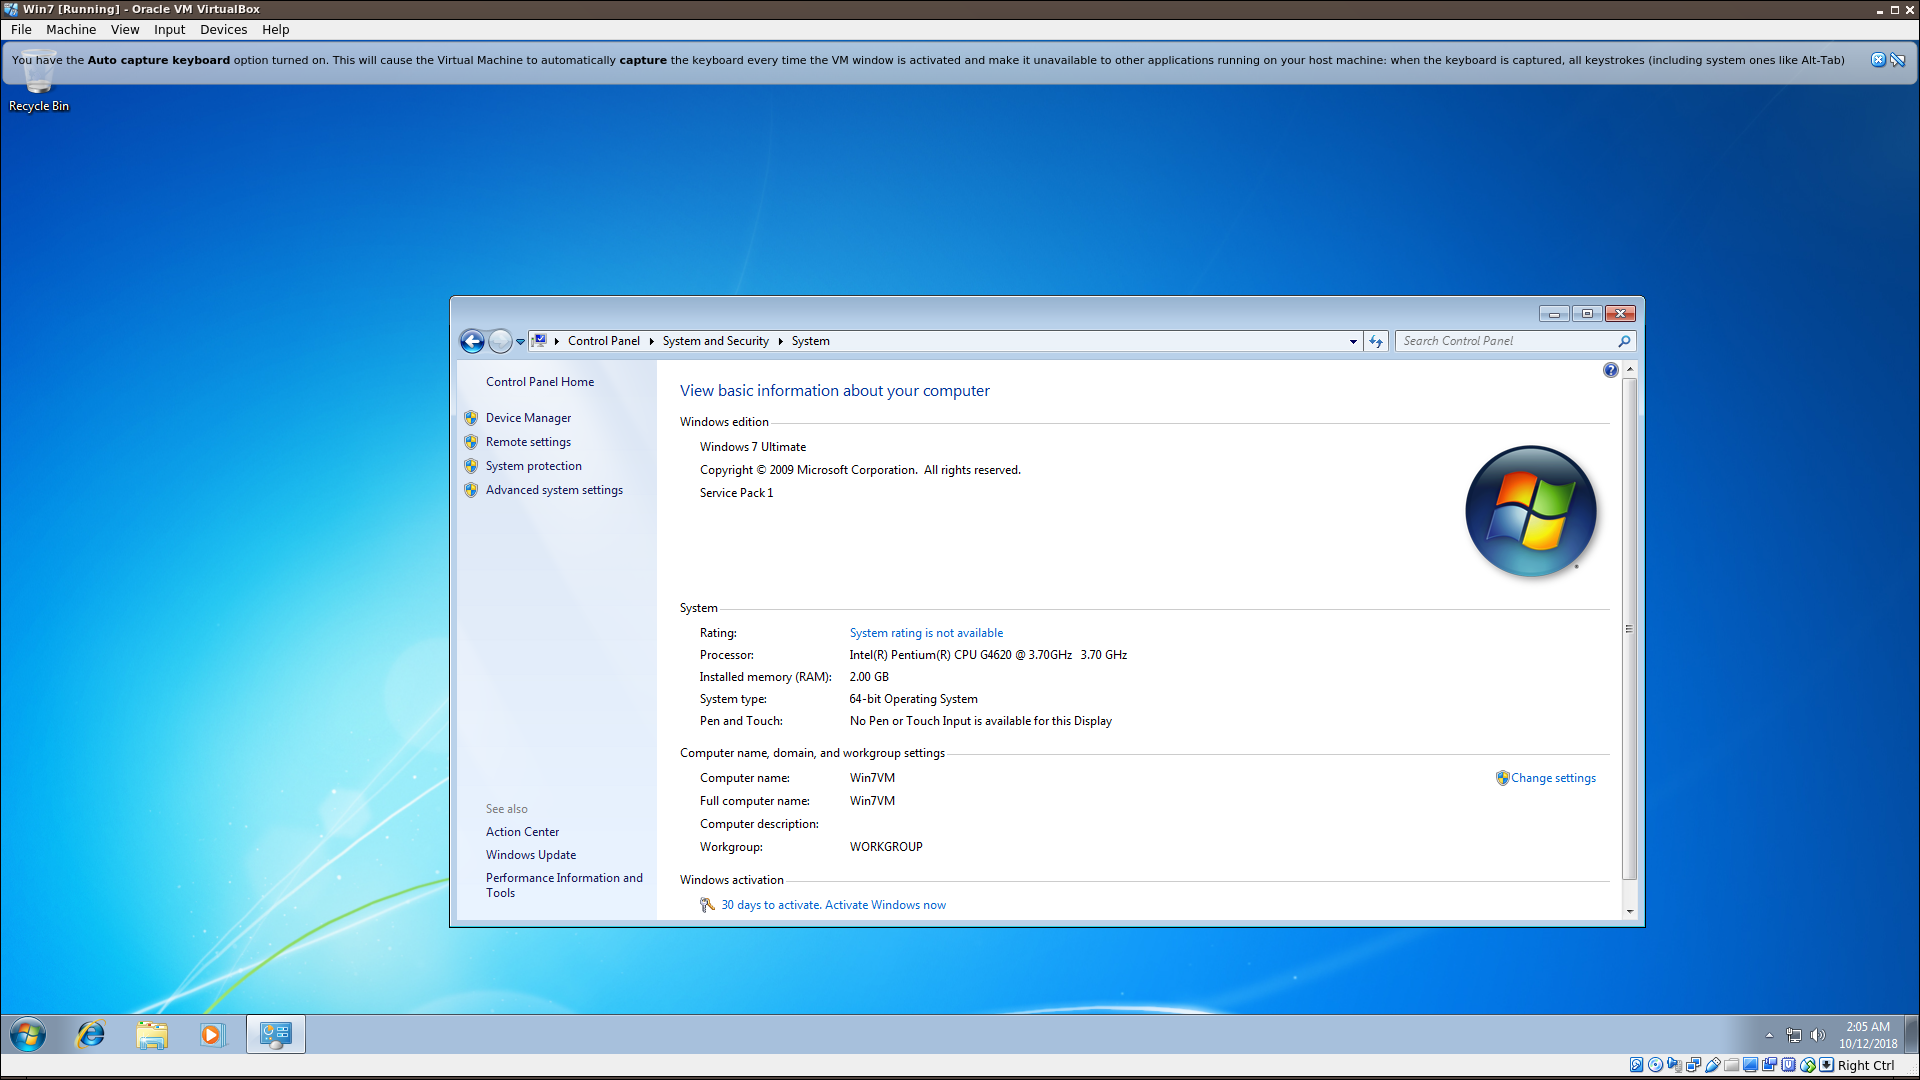 Win7 [Running] - Oracle VM VirtualBox
File Machine View Input Devices Help
You have the Auto capture keyboard option turned on. This will cause the Virtual Machine to automatically capture the keyboard every time the VM window is activated and make it unavailable to other applications running on your host machine: when the keyboard is captured, all keystrokes (including system ones like Alt-Tab)
Recycle Bin
Control Panel System and Security System
Search Control Panel
Control Panel Home
Device Manager
Remote settings
System protection
Advanced system settings
See also
Action Center
Windows Update
Performance Information and
Tools
View basic information about your computer
Windows edition
Windows 7 Ultimate
Copyright © 2009 Microsoft Corporation.  All rights reserved.
Service Pack 1
System
Rating: System rating is not available
Processor: Intel(R) Pentium(R) CPU G4620 @ 3.70GHz   3.70 GHz
Installed memory (RAM): 2.00 GB
System type: 64-bit Operating System
Pen and Touch: No Pen or Touch Input is available for this Display
Computer name, domain, and workgroup settings
Computer name: Win7VM
Change settings
Full computer name: Win7VM
Computer description:
Workgroup: WORKGROUP
Windows activation
30 days to activate. Activate Windows now
2:05 AM
10/12/2018
Right Ctrl